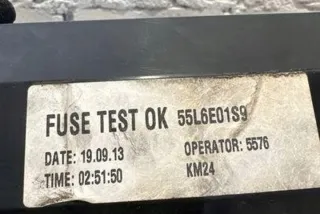 FUSE TEST OK 55L6E01S9
DATE: 19.09.13 OPERATOR: 5576
TIME: 02:51:50 KM24